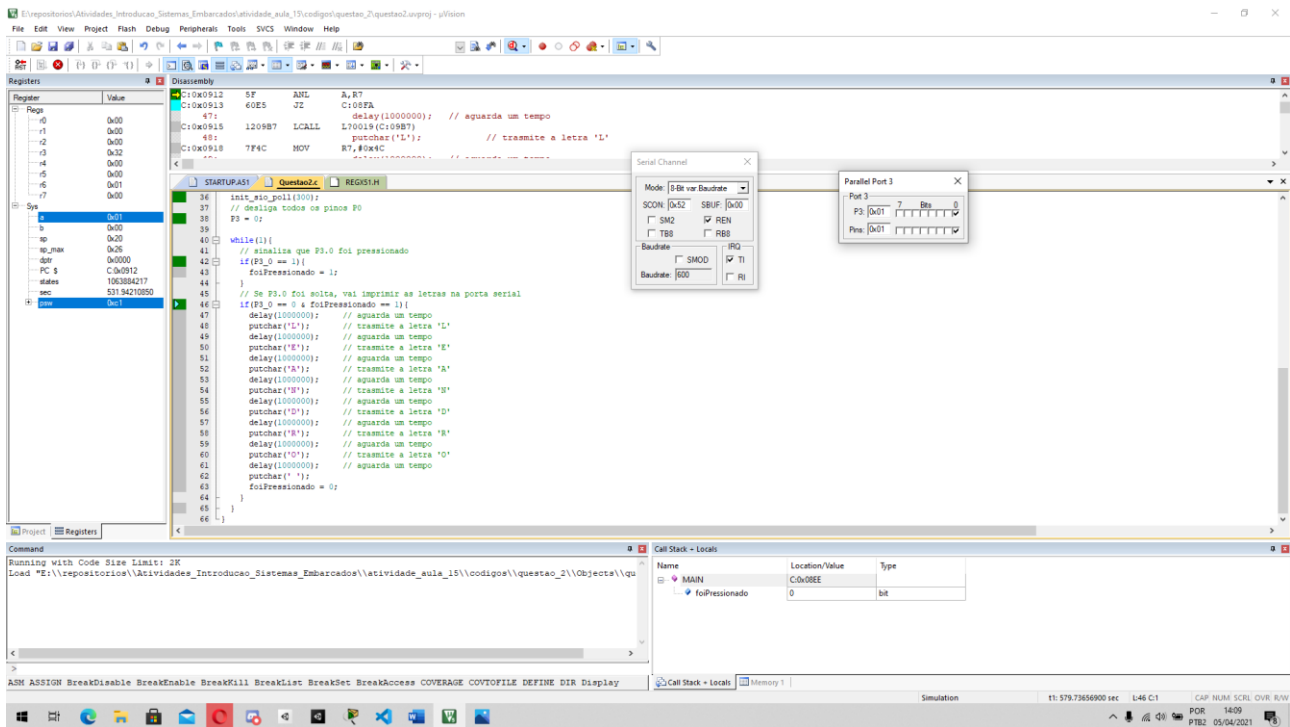 E:\repositorios\Atividades_Introducao_Sistemas_Embarcados\atividade_aula_15\codigos\questao_2\questao2.uvproj - µVision
File Edit View Project Flash Debug Peripherals Tools SVCS Window Help
Registers
Register Value
Regs
r0 0x00
r1 0x00
r2 0x00
r3 0x32
r4 0x00
r5 0x00
r6 0x01
r7 0x00
Sys
a 0x01
b 0x00
sp 0x20
sp_max 0x26
dptr 0x0000
PC $ C:0x0912
states 1063884217
sec 531.94210850
psw 0xc1
Project Registers
Disassembly
C:0x0912 5F ANL A,R7
C:0x0913 60E5 JZ C:08FA
47: delay(1000000); // aguarda um tempo
C:0x0915 1209B7 LCALL L?0019(C:09B7)
48: putchar('L'); // trasmite a letra 'L'
C:0x0918 7F4C MOV R7,#0x4C
STARTUP.A51 Questao2.c REGX51.H
36 init_sio_poll(300);
37 // desliga todos os pinos P0
38 P3 = 0;
39
40 while(1){
41 // sinaliza que P3.0 foi pressionado
42 if(P3_0 == 1){
43 foiPressionado = 1;
44 }
45 // Se P3.0 foi solta, vai imprimir as letras na porta serial
46 if(P3_0 == 0 & foiPressionado == 1){
47 delay(1000000); // aguarda um tempo
48 putchar('L'); // trasmite a letra 'L'
49 delay(1000000); // aguarda um tempo
50 putchar('E'); // trasmite a letra 'E'
51 delay(1000000); // aguarda um tempo
52 putchar('A'); // trasmite a letra 'A'
53 delay(1000000); // aguarda um tempo
54 putchar('N'); // trasmite a letra 'N'
55 delay(1000000); // aguarda um tempo
56 putchar('D'); // trasmite a letra 'D'
57 delay(1000000); // aguarda um tempo
58 putchar('R'); // trasmite a letra 'R'
59 delay(1000000); // aguarda um tempo
60 putchar('O'); // trasmite a letra 'O'
61 delay(1000000); // aguarda um tempo
62 putchar(' ');
63 foiPressionado = 0;
64 }
65 }
66 }
Serial Channel
Mode: 8-Bit var.Baudrate
SCON: 0x52 SBUF: 0x00
SM2 REN
TB8 RB8
Baudrate IRQ
SMOD TI
Baudrate: 600 RI
Parallel Port 3
Port 3
P3: 0x01 7 Bits 0
Pins: 0x01
Command
Running with Code Size Limit: 2K
Load "E:\\repositorios\\Atividades_Introducao_Sistemas_Embarcados\\atividade_aula_15\\codigos\\questao_2\\Objects\\qu
>
ASM ASSIGN BreakDisable BreakEnable BreakKill BreakList BreakSet BreakAccess COVERAGE COVTOFILE DEFINE DIR Display
Call Stack + Locals
Name Location/Value Type
MAIN C:0x08EE
foiPressionado 0 bit
Call Stack + Locals Memory 1
Simulation t1: 579.73656900 sec L:46 C:1 CAP NUM SCRL OVR R/W
POR 14:09
PTB2 05/04/2021